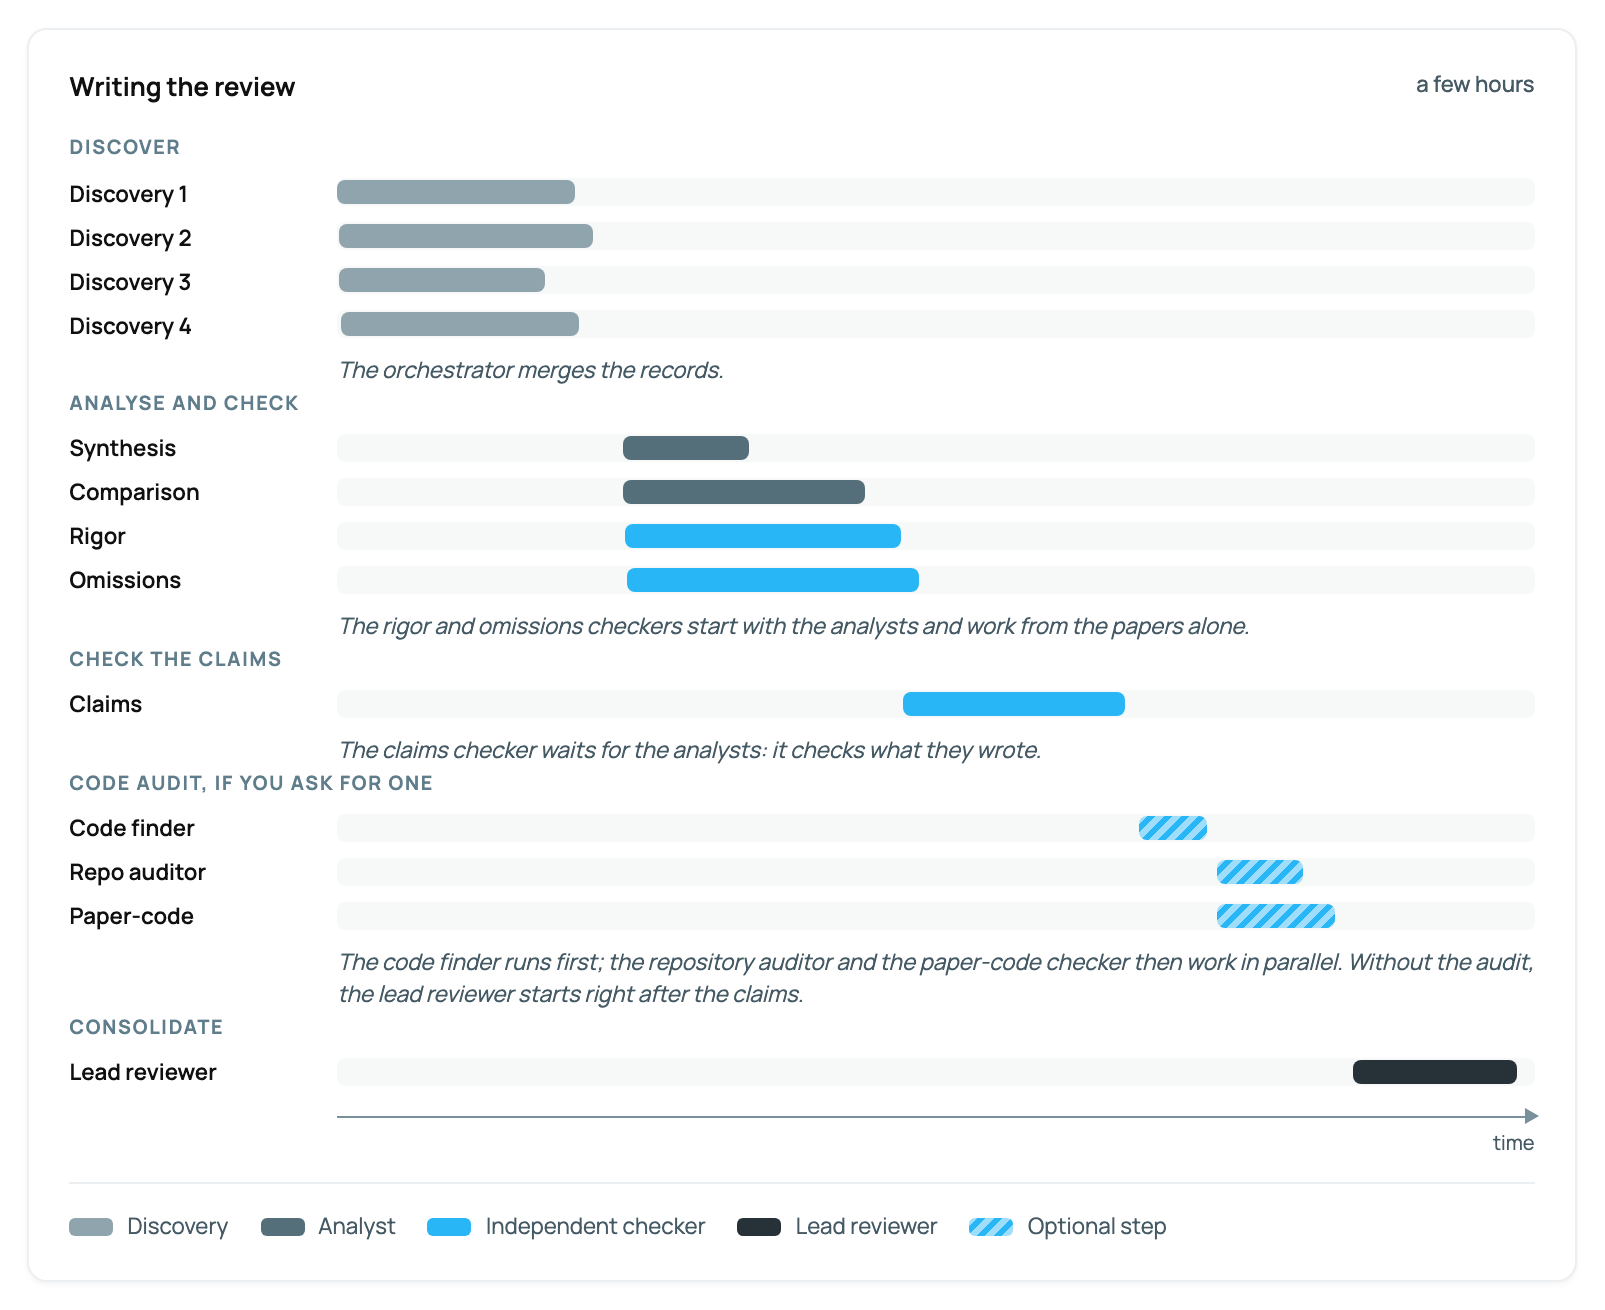 Writing the review
a few hours
DISCOVER
Discovery 1
Discovery 2
Discovery 3
Discovery 4
The orchestrator merges the records.
ANALYSE AND CHECK
Synthesis
Comparison
Rigor
Omissions
The rigor and omissions checkers start with the analysts and work from the papers alone.
CHECK THE CLAIMS
Claims
The claims checker waits for the analysts: it checks what they wrote.
CODE AUDIT, IF YOU ASK FOR ONE
Code finder
Repo auditor
Paper-code
The code finder runs first; the repository auditor and the paper-code checker then work in parallel. Without the audit,
the lead reviewer starts right after the claims.
CONSOLIDATE
Lead reviewer
time
Discovery
Analyst
Independent checker
Lead reviewer
Optional step